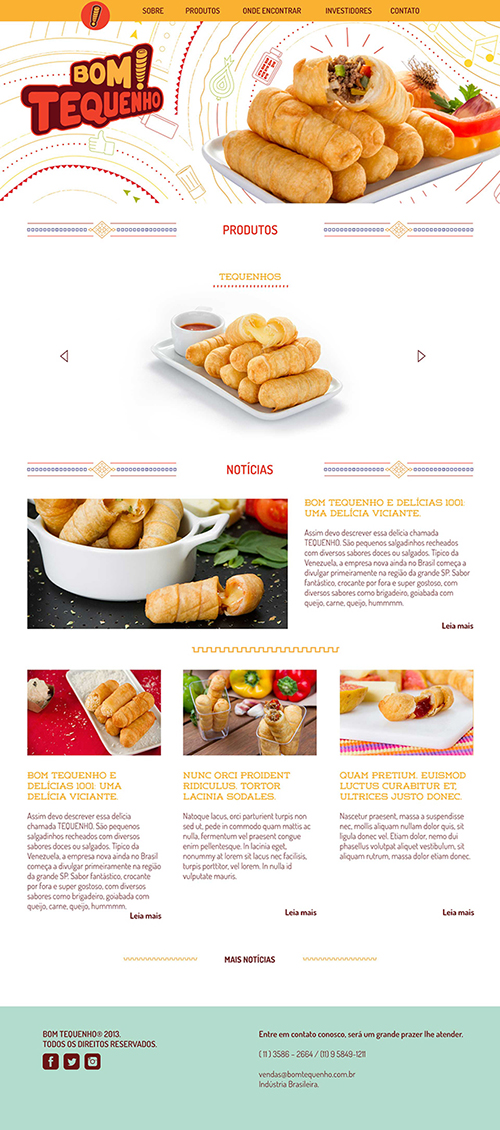 SOBRE PRODUTOS ONDE ENCONTRAR INVESTIDORES CONTATO
BOM!
TEQUENHO
PRODUTOS
TEQUENHOS
NOTÍCIAS
BOM TEQUENHO E DELÍCIAS 1001:
UMA DELÍCIA VICIANTE.
Assim devo descrever essa delícia chamada
TEQUENHO. São pequenos salgadinhos recheados
com diversos sabores doces ou salgados. Típico da
Venezuela, a empresa nova ainda no Brasil começa a
divulgar primeiramente na região da grande SP. Sabor
fantástico, crocante por fora e super gostoso, com
diversos sabores como brigadeiro, goiabada com
queijo, carne, queijo, hummmm.
Leia mais
BOM TEQUENHO E
DELÍCIAS 1001: UMA
DELÍCIA VICIANTE.
Assim devo descrever essa delícia
chamada TEQUENHO. São pequenos
salgadinhos recheados com diversos
sabores doces ou salgados. Típico da
Venezuela, a empresa nova ainda no Brasil
começa a divulgar primeiramente na região
da grande SP. Sabor fantástico, crocante
por fora e super gostoso, com diversos
sabores como brigadeiro, goiabada com
queijo, carne, queijo, hummmm.
Leia mais
NUNC ORCI PROIDENT
RIDICULUS. TORTOR
LACINIA SODALES.
Natoque lacus, orci parturient turpis non
sed ut, pede in commodo quam mattis ac
nulla, fermentum vel praesent congue
enim pellentesque. In lacinia eget,
nonummy at lorem sit lacus nec facilisis,
turpis porttitor, vel lorem. In nulla id
vulputate mauris.
Leia mais
QUAM PRETIUM, EUISMOD
LUCTUS CURABITUR ET,
ULTRICES JUSTO DONEC.
Nascetur praesent, massa a suspendisse
nec, mollis aliquam nullam dolor quis, sit
ligula donec vel. Etiam dolor, nemo dui
phasellus volutpat aliquet vestibulum, sit
aliquam rutrum, massa dolor etiam donec.
Leia mais
MAIS NOTÍCIAS
BOM TEQUENHO® 2013.
TODOS OS DIREITOS RESERVADOS.
Entre em contato conosco, será um grande prazer lhe atender.
( 11 ) 3586 - 2664 / (11) 9 5849-1211
vendas@bomtequenho.com.br
Indústria Brasileira.